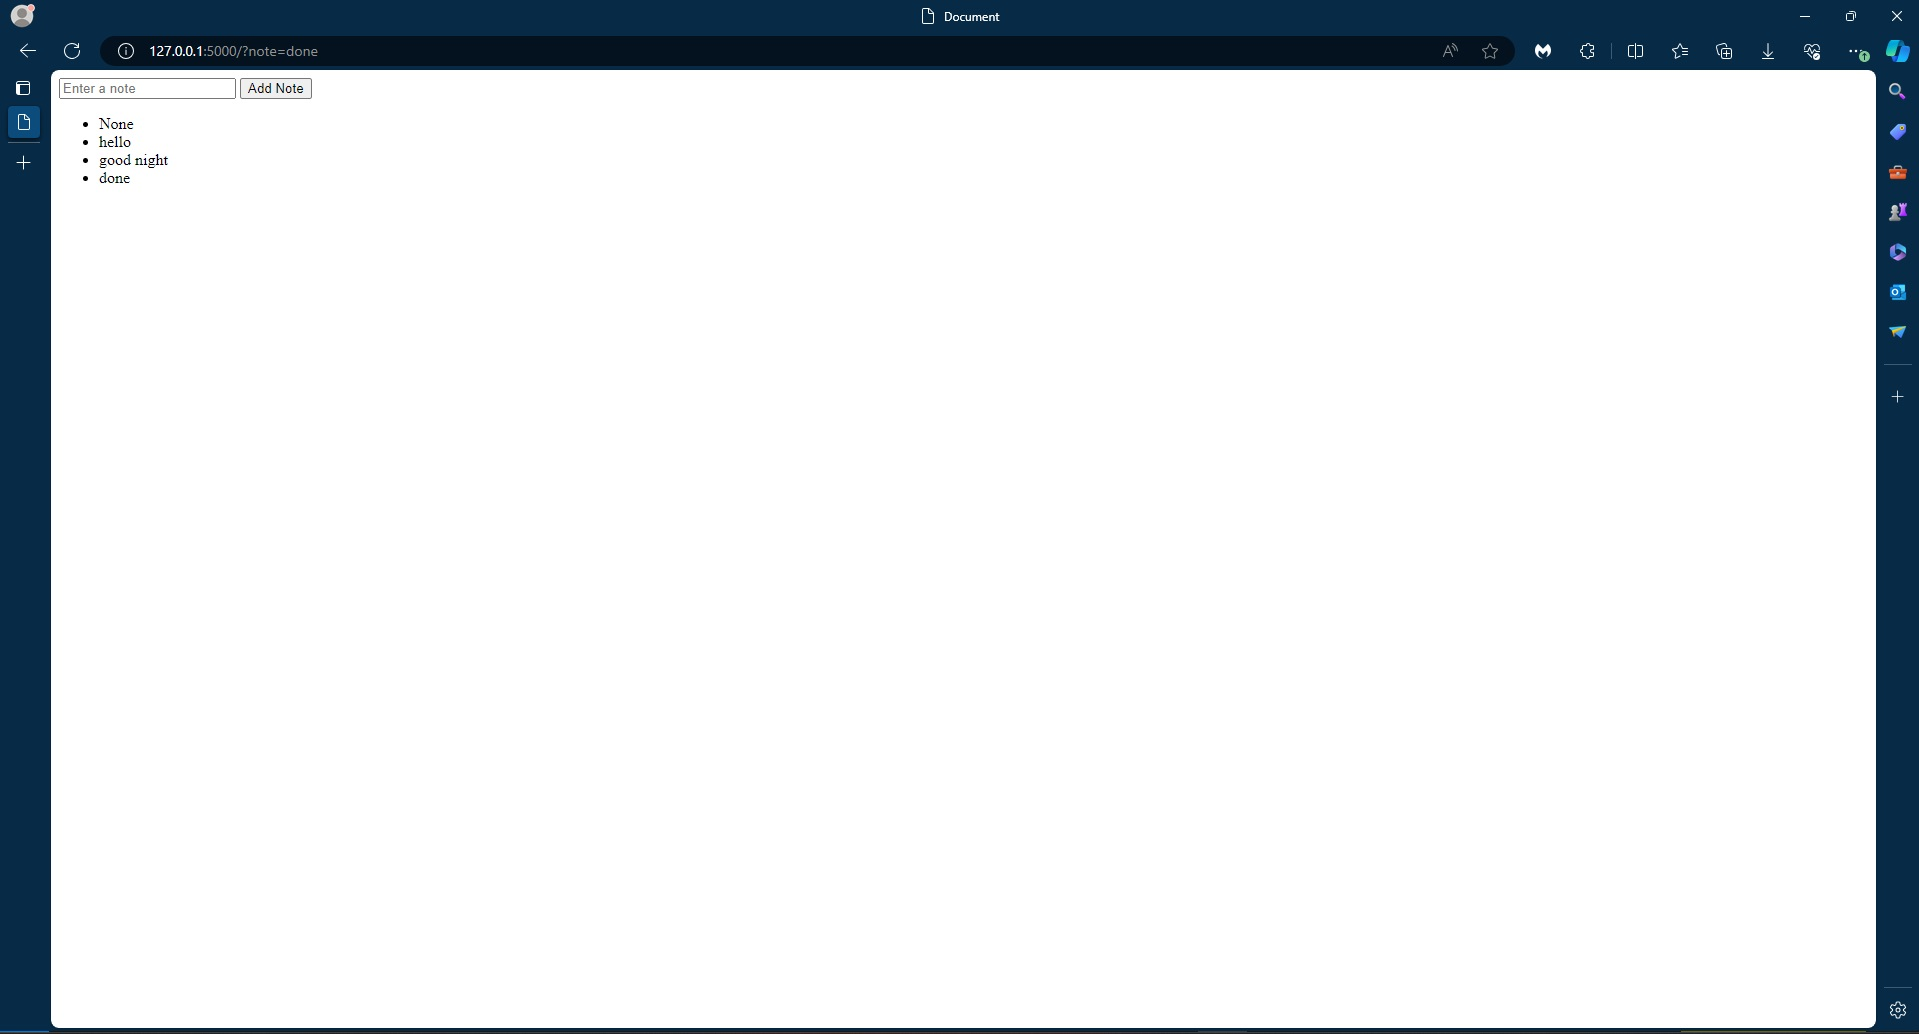 Document
127.0.0.1:5000/?note=done
Enter a note
Add Note
None
hello
good night
done